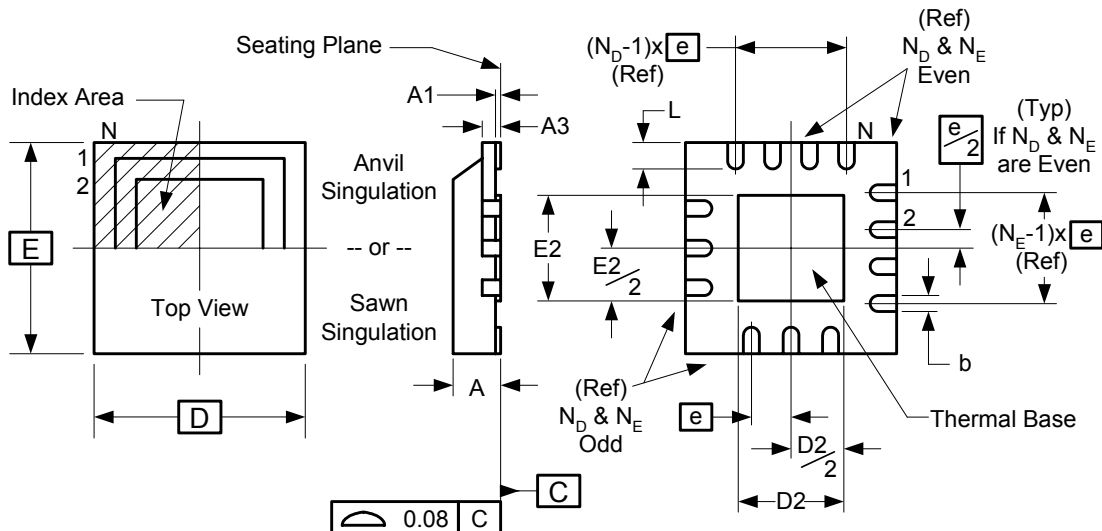 Seating Plane
Index Area
N
1
2
E
Top View
D
Anvil
Singulation
-- or --
Sawn
Singulation
A1
A3
A
0.08 C
C
(N_D-1)x e
(Ref)
L
E2
E2/2
(Ref)
N_D & N_E
Even
N
1
2
e/2
(Typ)
If N_D & N_E
are Even
(N_E-1)x e
(Ref)
b
Thermal Base
(Ref)
N_D & N_E
Odd
e
D2/2
D2